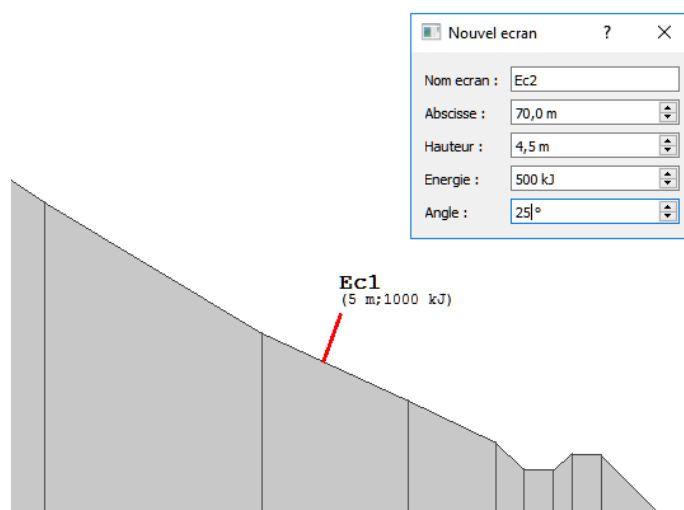 Nouvel ecran ?
Nom ecran : Ec2
Abscisse : 70,0 m
Hauteur : 4,5 m
Energie : 500 kJ
Angle : 25°
Ec1
(5 m;1000 kJ)